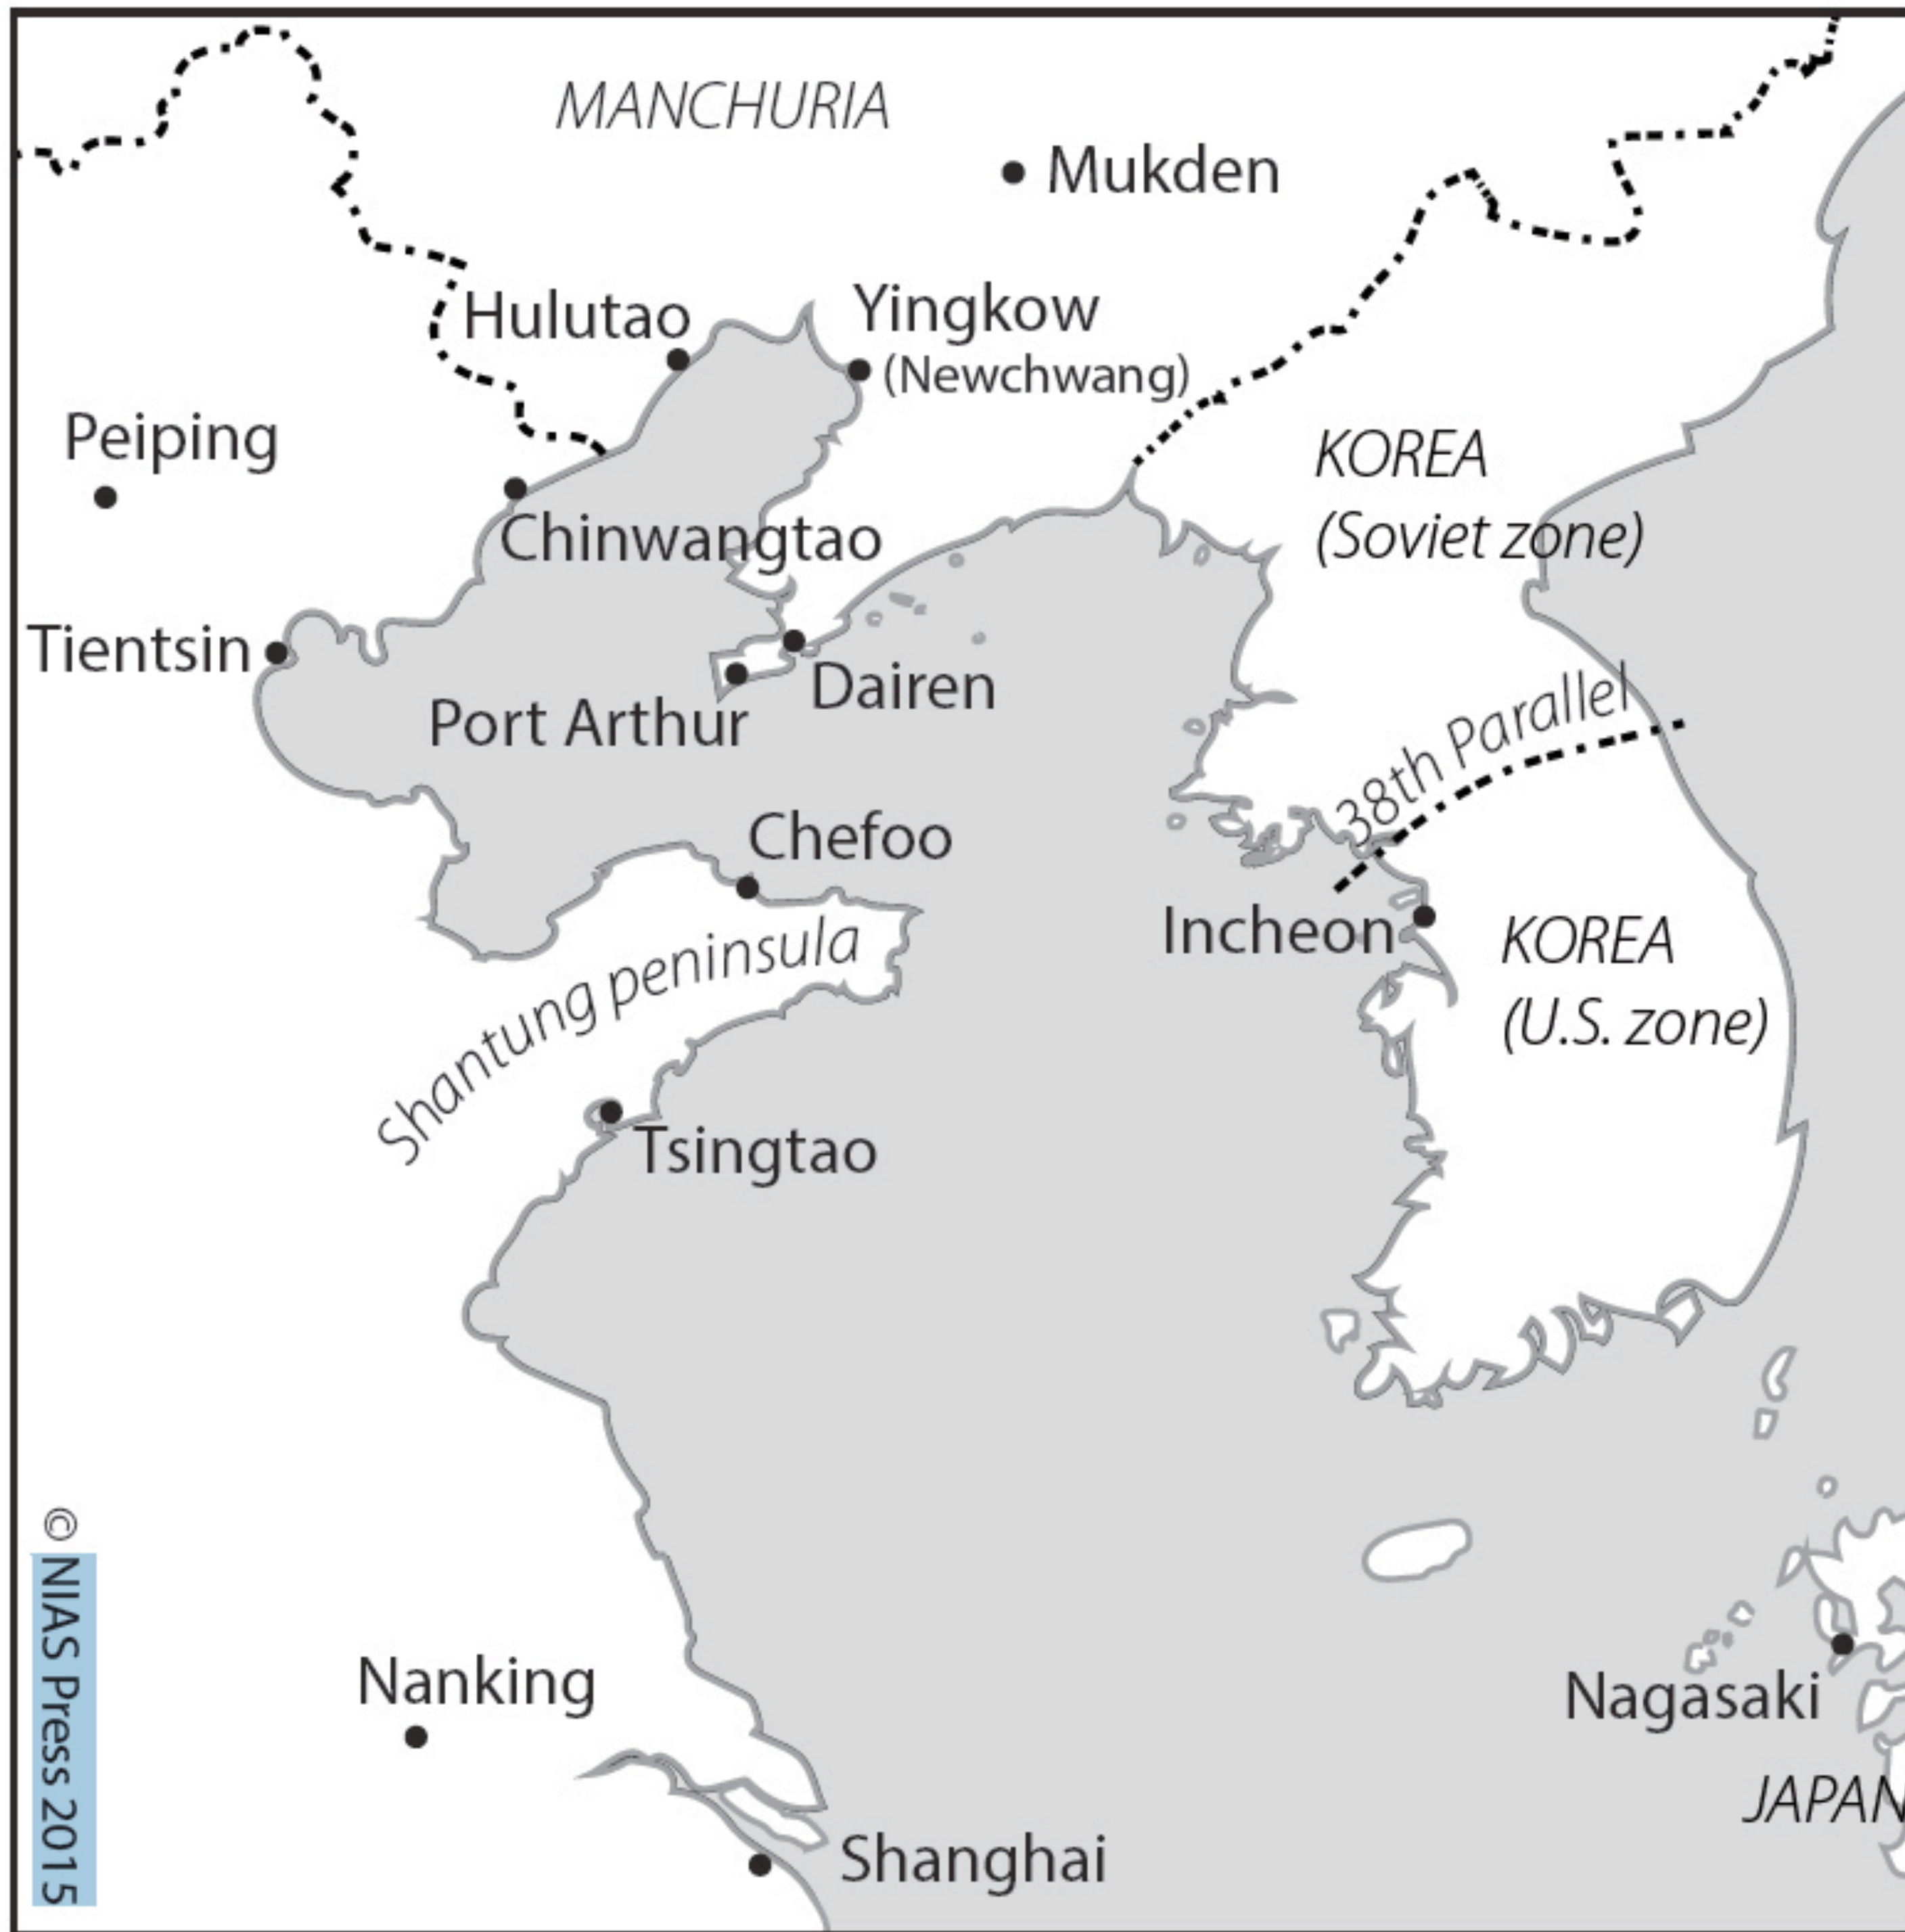 MANCHURIA
Mukden
Hulutao
Yingkow
(Newchwang)
Peiping
KOREA
(Soviet zone)
Chinwangtao
Tientsin
Dairen
Port Arthur
38th Parallel
Chefoo
Incheon
KOREA
(U.S. zone)
Shantung peninsula
Tsingtao
© NIAS Press 2015
Nanking
Nagasaki
JAPAN
Shanghai